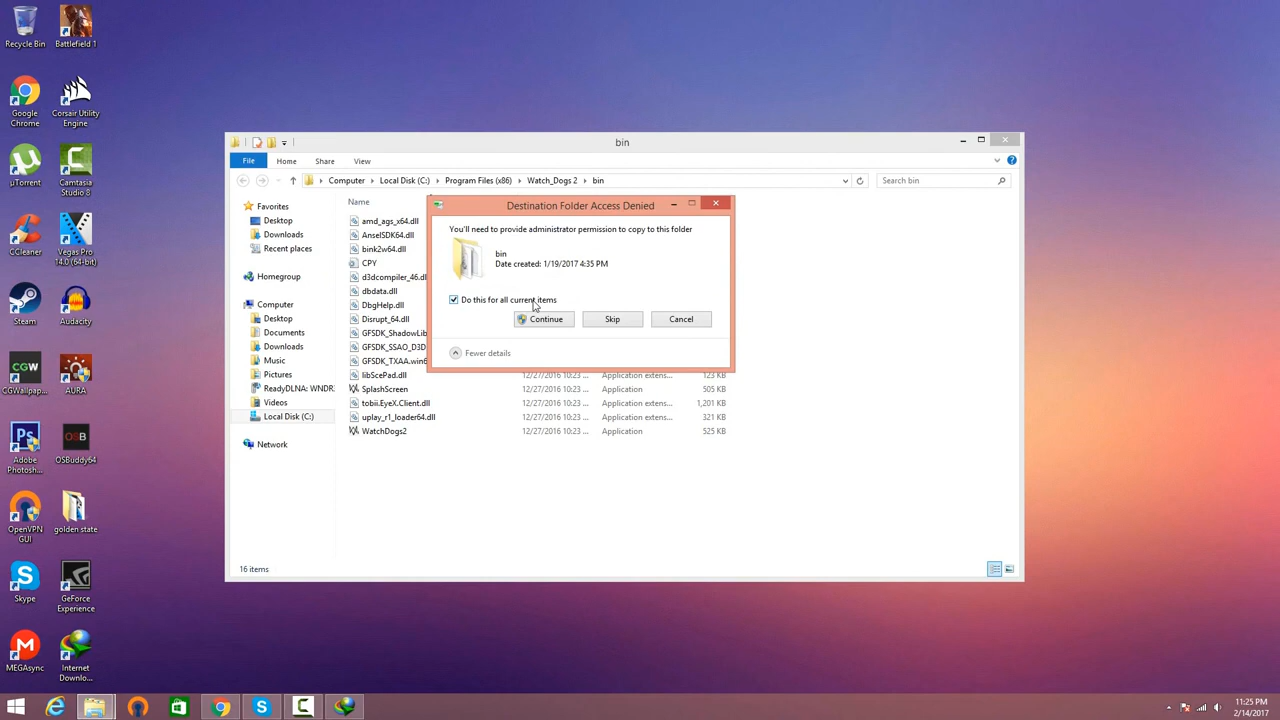 Recycle Bin
Battlefield 1
Google
Chrome
Corsair Utility
Engine
µTorrent
Camtasia
Studio 8
CCleaner
Vegas Pro
14.0 (64-bit)
Steam
Audacity
CGW
CGWallpap...
AURA
Adobe
Photosh...
OSB
OSBuddy64
OpenVPN
GUI
golden state
Skype
GeForce
Experience
MEGAsync
Internet
Downlo...
bin
File
Home
Share
View
Computer
Local Disk (C:)
Program Files (x86)
Watch_Dogs 2
bin
Search bin
Favorites
Desktop
Downloads
Recent places
Homegroup
Computer
Desktop
Documents
Downloads
Music
Pictures
ReadyDLNA: WNDR
Videos
Local Disk (C:)
Network
Name
amd_ags_x64.dll
AnselSDK64.dll
bink2w64.dll
CPY
d3dcompiler_46.dll
dbdata.dll
DbgHelp.dll
Disrupt_64.dll
GFSDK_ShadowLib
GFSDK_SSAO_D3D
GFSDK_TXAA.win6
libScePad.dll 12/27/2016 10:23 ... Application extens... 123 KB
SplashScreen 12/27/2016 10:23 ... Application 505 KB
tobii.EyeX.Client.dll 12/27/2016 10:23 ... Application extens... 1,201 KB
uplay_r1_loader64.dll 12/27/2016 10:23 ... Application extens... 321 KB
WatchDogs2 12/27/2016 10:23 ... Application 525 KB
Destination Folder Access Denied
You'll need to provide administrator permission to copy to this folder
bin
Date created: 1/19/2017 4:35 PM
Do this for all current items
Continue
Skip
Cancel
Fewer details
16 items
11:25 PM
2/14/2017